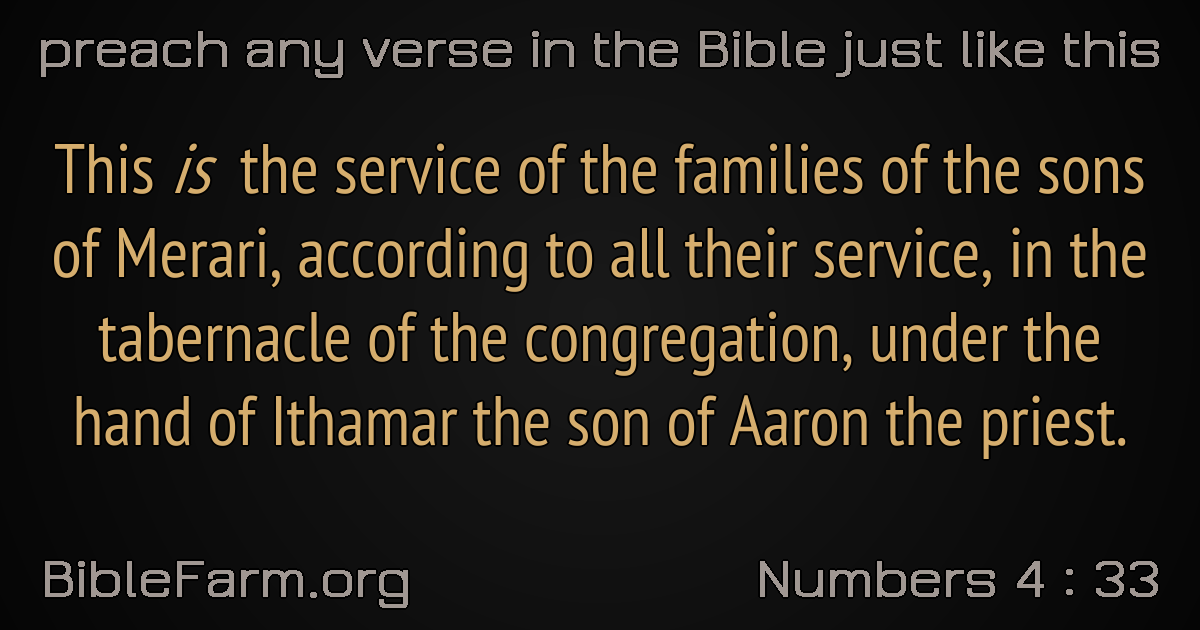 preach any verse in the Bible just like this
This is the service of the families of the sons
of Merari, according to all their service, in the
tabernacle of the congregation, under the
hand of Ithamar the son of Aaron the priest.
BibleFarm.org
Numbers 4 : 33